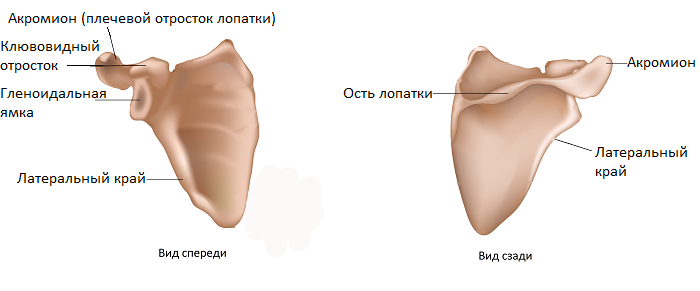 Акромион (плечевой отросток лопатки)
Клювовидный
отросток
Гленоидальная
ямка
Латеральный край
Вид спереди
Ость лопатки
Акромион
Латеральный
край
Вид сзади